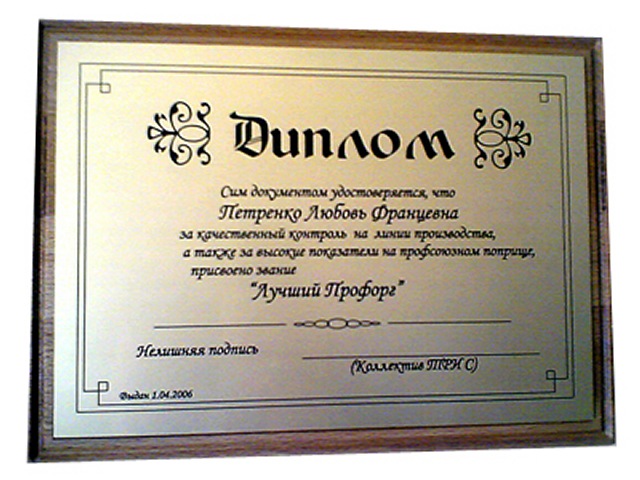 Диплом
Сим документом удостоверяется, что
Петренко Любовь Францевна
за качественный контроль на линии производства,
а также за высокие показатели на профсоюзном поприще,
присвоено звание
"Лучший Профорг"
Нелишняя подпись
(Коллектив ТРН С)
Выдан 1.04.2006